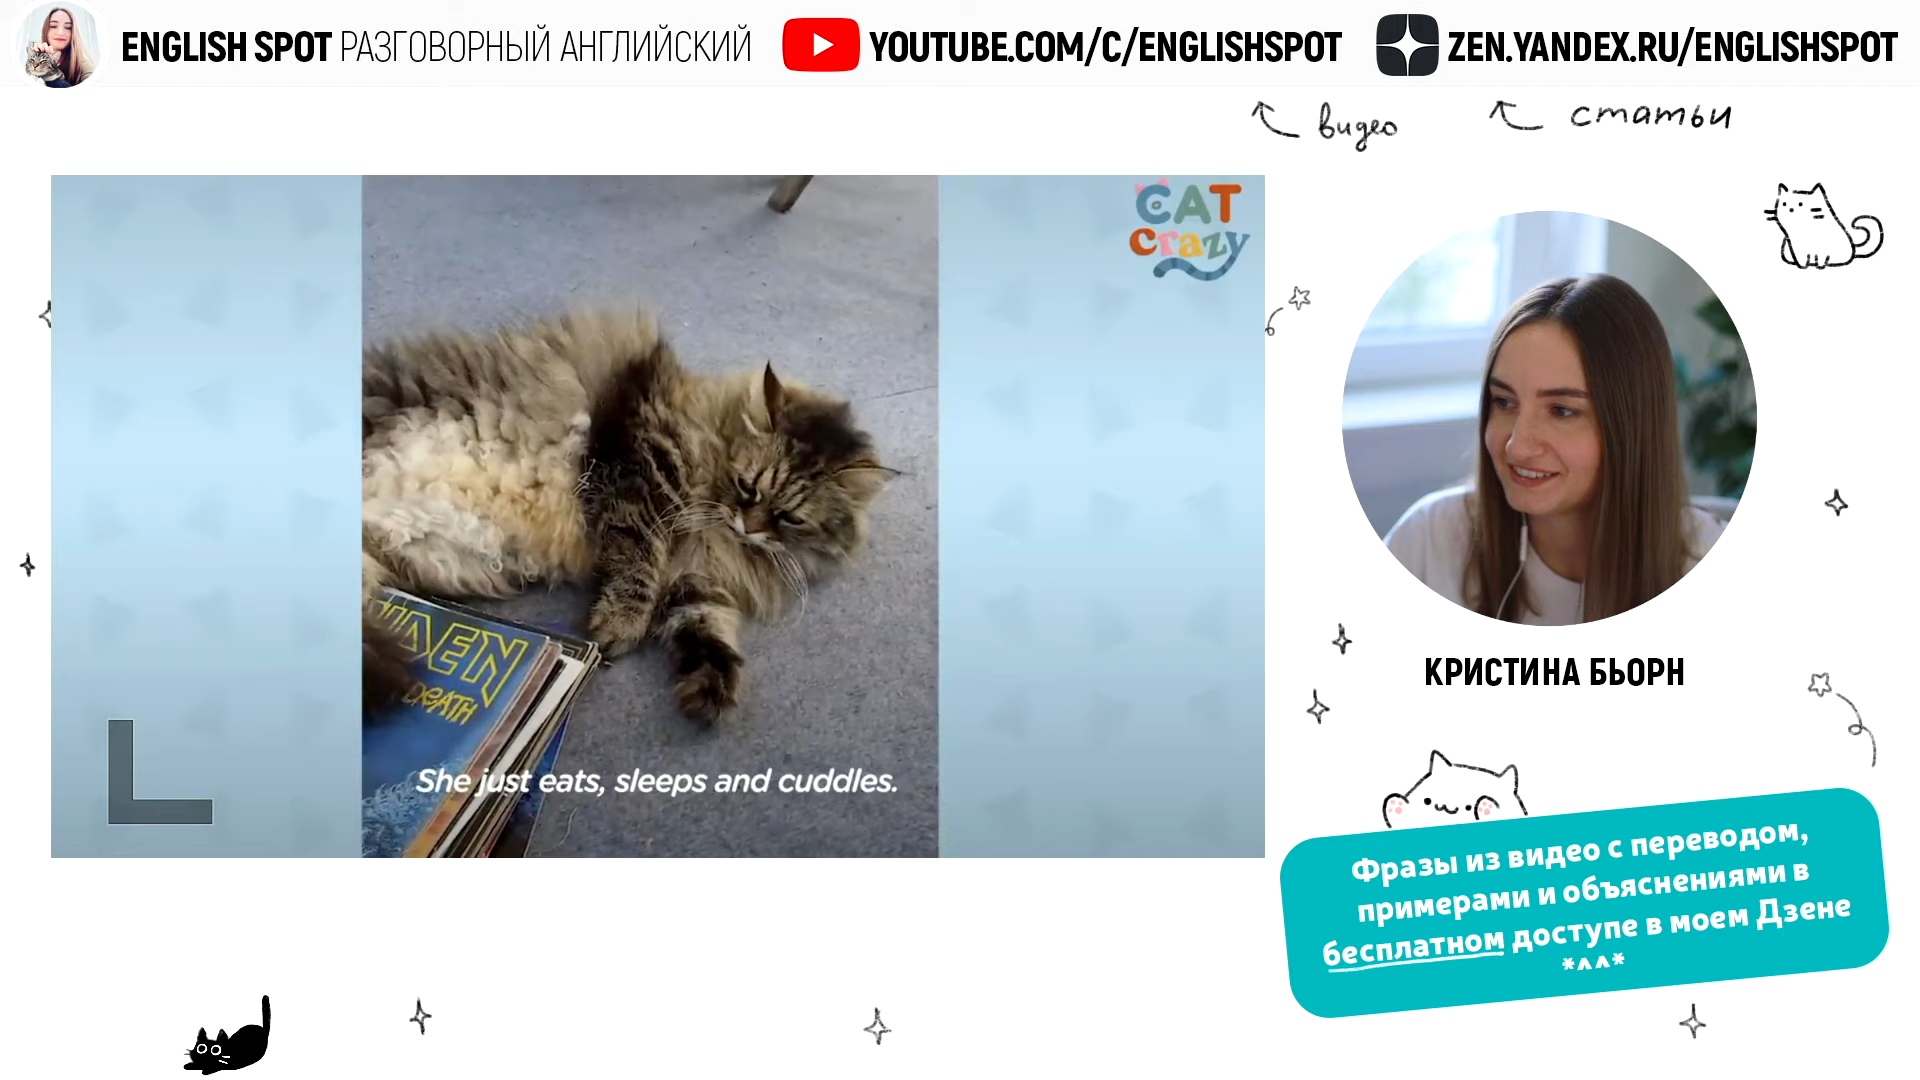 ENGLISH SPOT РАЗГОВОРНЫЙ АНГЛИЙСКИЙ
YOUTUBE.COM/C/ENGLISHSPOT
ZEN.YANDEX.RU/ENGLISHSPOT
видео
статьи
CAT
crazy
IDEN
DEATH
She just eats, sleeps and cuddles.
КРИСТИНА БЬОРН
Фразы из видео с переводом,
примерами и объяснениями в
бесплатном доступе в моем Дзене
*^^*